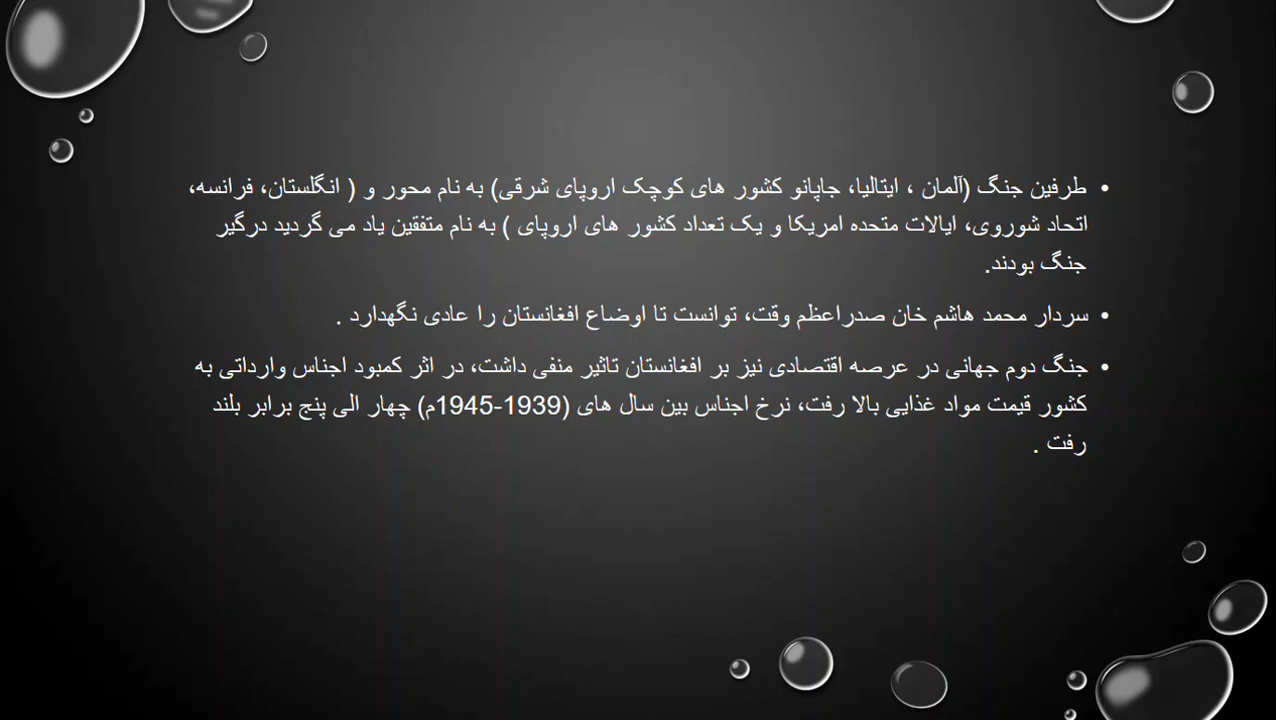 • طرفین جنگ (آلمان ، ایتالیا، جاپانو کشور های کوچک اروپای شرقی) به نام محور و ( انگلستان، فرانسه،
اتحاد شوروی، ایالات متحده امریکا و یک تعداد کشور های اروپای ) به نام متفقین یاد می گردید درگیر
جنگ بودند.
• سردار محمد هاشم خان صدراعظم وقت، توانست تا اوضاع افغانستان را عادی نگهدارد .
• جنگ دوم جهانی در عرصه اقتصادی نیز بر افغانستان تاثیر منفی داشت، در اثر کمبود اجناس وارداتی به
کشور قیمت مواد غذایی بالا رفت، نرخ اجناس بین سال های (1939-1945م) چهار الی پنج برابر بلند
رفت .